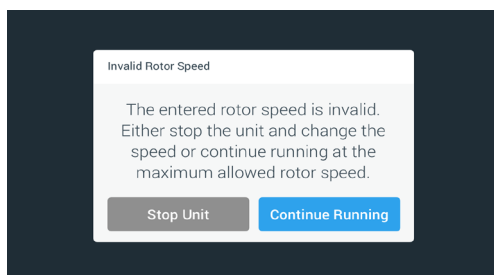 Invalid Rotor Speed
The entered rotor speed is invalid.
Either stop the unit and change the
speed or continue running at the
maximum allowed rotor speed.
Stop Unit
Continue Running